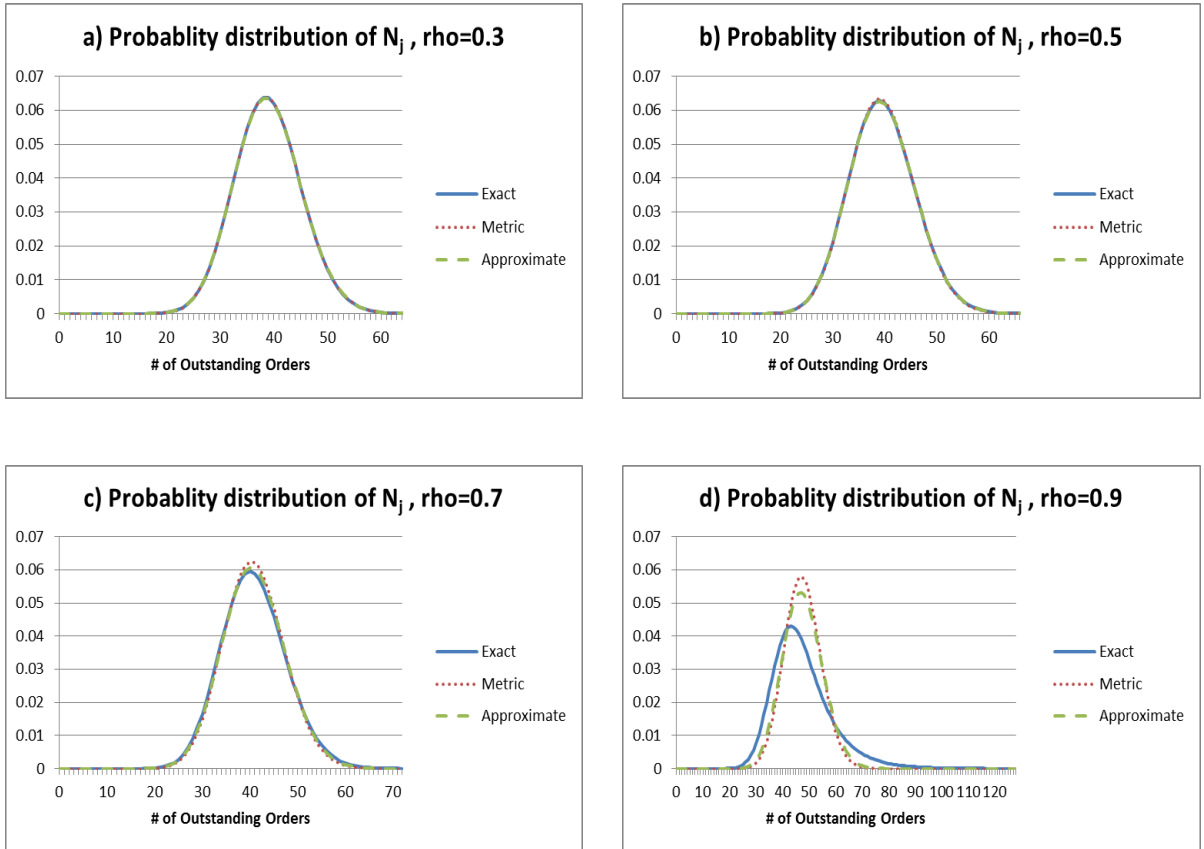 a) Probablity distribution of Nj , rho=0.3
0.07
0.06
0.05
0.04
0.03
0.02
0.01
0
0 10 20 30 40 50 60
# of Outstanding Orders
Exact
Metric
Approximate
b) Probablity distribution of Nj , rho=0.5
0.07
0.06
0.05
0.04
0.03
0.02
0.01
0
0 10 20 30 40 50 60
# of Outstanding Orders
Exact
Metric
Approximate
c) Probablity distribution of Nj , rho=0.7
0.07
0.06
0.05
0.04
0.03
0.02
0.01
0
0 10 20 30 40 50 60 70
# of Outstanding Orders
Exact
Metric
Approximate
d) Probablity distribution of Nj , rho=0.9
0.07
0.06
0.05
0.04
0.03
0.02
0.01
0
0 10 20 30 40 50 60 70 80 90 100 110 120
# of Outstanding Orders
Exact
Metric
Approximate